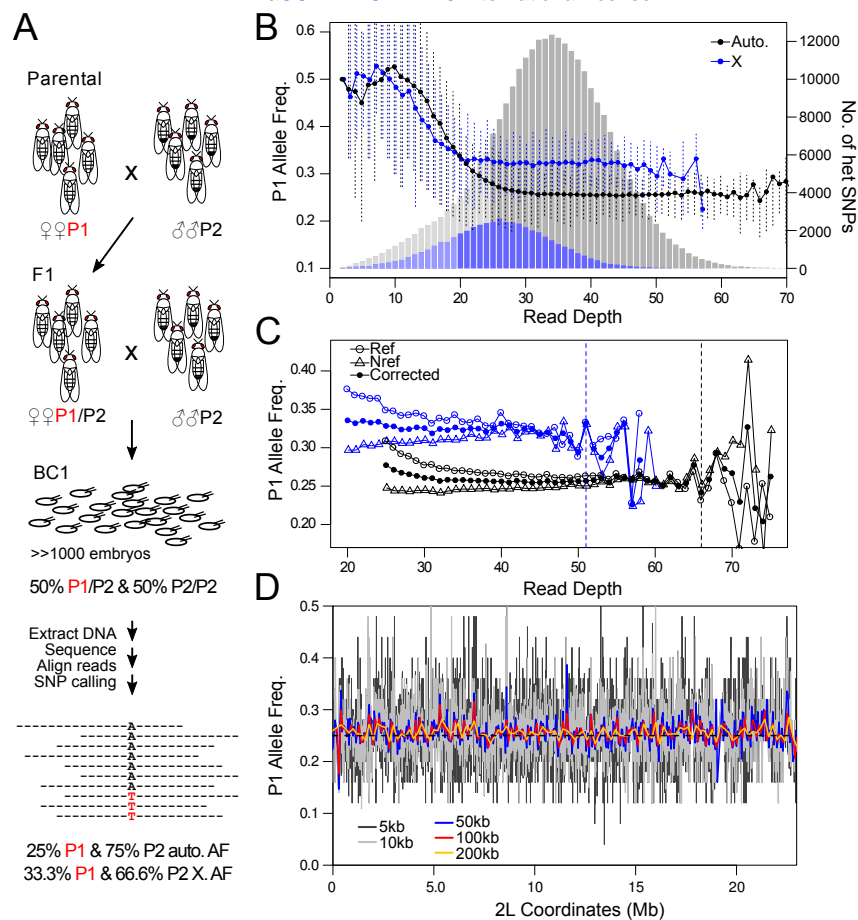 A
Parental
X
♀♀P1
♂♂P2
F1
X
♀♀P1/P2
♂♂P2
BC1
>>1000 embryos
50% P1/P2 & 50% P2/P2
Extract DNA
Sequence
Align reads
SNP calling
A
A
A
A
A
A
T
T
T
25% P1 & 75% P2 auto. AF
33.3% P1 & 66.6% P2 X. AF
B
Auto.
X
P1 Allele Freq.
0.6
0.5
0.4
0.3
0.2
0.1
No. of het SNPs
12000
10000
8000
6000
4000
2000
0
0 10 20 30 40 50 60 70
Read Depth
C
Ref
Nref
Corrected
P1 Allele Freq.
0.40
0.35
0.30
0.25
0.20
20 30 40 50 60 70
Read Depth
D
P1 Allele Freq.
0.5
0.4
0.3
0.2
0.1
0.0
5kb
10kb
50kb
100kb
200kb
0 5.0 10 15 20
2L Coordinates (Mb)